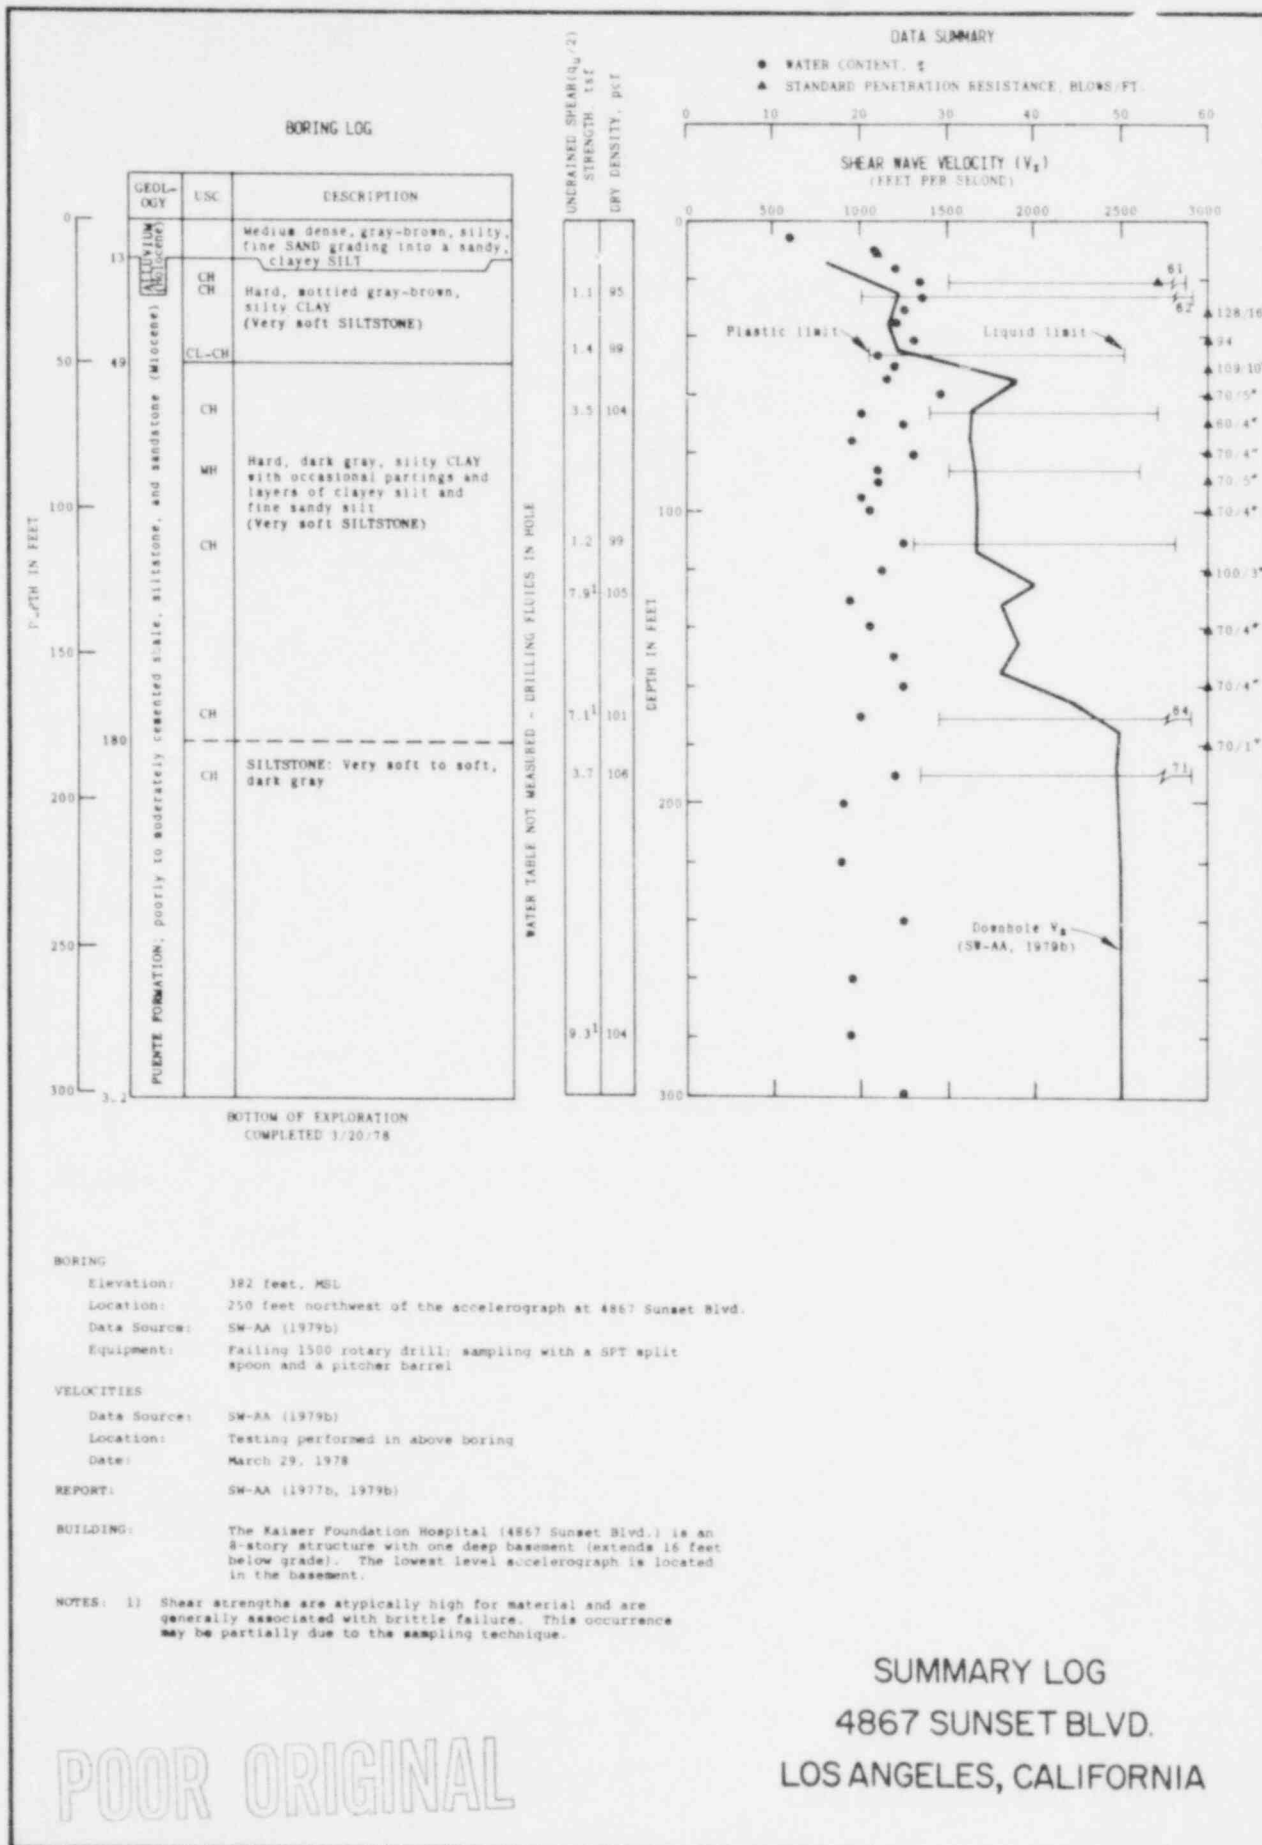 DATA SUMMARY
● WATER CONTENT, %
▲ STANDARD PENETRATION RESISTANCE, BLOWS/FT.
0 10 20 30 40 50 60
SHEAR WAVE VELOCITY (Vs)
(FEET PER SECOND)
0 500 1000 1500 2000 2500 3000
BORING LOG
GEOL-
OGY
USC
DESCRIPTION
UNDRAINED SHEAR(qu/2)
STRENGTH, tsf
DRY DENSITY, pcf
DEPTH IN FEET
0
50
100
150
200
250
300
13
49
180
ALLUVIUM
(Holocene)
PUENTE FORMATION; poorly to moderately cemented shale, siltstone, and sandstone (Miocene)
Medium dense, gray-brown, silty,
fine SAND grading into a sandy,
clayey SILT
CH
CH
Hard, mottled gray-brown,
silty CLAY
(Very soft SILTSTONE)
CL-CH
CH
MH
Hard, dark gray, silty CLAY
with occasional partings and
layers of clayey silt and
fine sandy silt
(Very soft SILTSTONE)
CH
CH
CH
SILTSTONE: Very soft to soft,
dark gray
WATER TABLE NOT MEASURED - DRILLING FLUIDS IN HOLE
1.1 95
1.4 99
3.5 104
1.2 99
7.9¹ 105
7.1¹ 101
3.7 106
9.3¹ 104
DEPTH IN FEET
0
100
200
300
61
62
Plastic limit
Liquid limit
64
71
Downhole Vs
(SW-AA, 1979b)
128/16
94
109/10
70/5"
60/4"
70/4"
70/5"
70/4"
100/3"
70/4"
70/4"
70/1"
BOTTOM OF EXPLORATION
COMPLETED 3/20/78
BORING
Elevation: 382 feet, MSL
Location: 250 feet northwest of the accelerograph at 4867 Sunset Blvd.
Data Source: SW-AA (1979b)
Equipment: Failing 1500 rotary drill; sampling with a SPT split
spoon and a pitcher barrel
VELOCITIES
Data Source: SW-AA (1979b)
Location: Testing performed in above boring
Date: March 29, 1978
REPORT: SW-AA (1977b, 1979b)
BUILDING: The Kaiser Foundation Hospital (4867 Sunset Blvd.) is an
8-story structure with one deep basement (extends 16 feet
below grade). The lowest level accelerograph is located
in the basement.
NOTES: 1) Shear strengths are atypically high for material and are
generally associated with brittle failure. This occurrence
may be partially due to the sampling technique.
SUMMARY LOG
4867 SUNSET BLVD.
LOS ANGELES, CALIFORNIA
POOR ORIGINAL